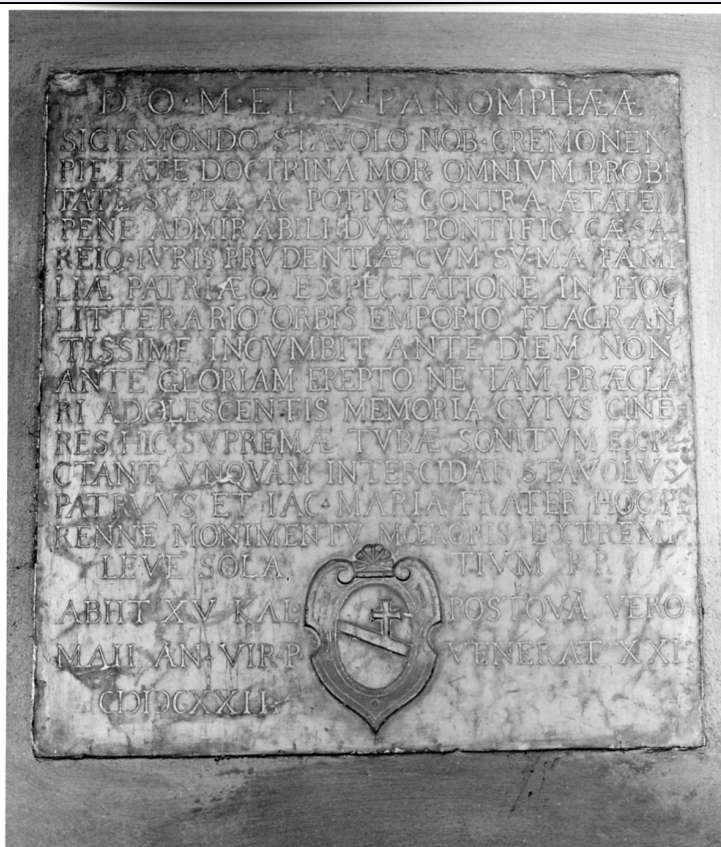 D·O·M·ET·V·PANOMPHÆÆ
SIGISMONDO STAVOLO NOB·CREMONEN
PIETATE DOCTRINA MOR·OMNIVM PROBI
TATE SVPRA AC POTIVS CONTRA ÆTATEM
PENE ADMIRABILI DVM PONTIFIC·CÆSA
REIQ·IVRIS PRVDENTIÆ CVM SVMA FAMI
LIÆ PATRIÆQ. EXPECTATIONE IN HOC
LITTERARIO ORBIS EMPORIO FLAGRAN
TISSIME INCVMBIT ANTE DIEM NON
ANTE GLORIAM EREPTO NE TAM PRÆCLA
RI ADOLESCENTIS MEMORIA CVIVS CINE
RES HIC SVPREMÆ TVBÆ SONITVM EXPE
CTANT VNQVAM INTERCIDAT STAVOLVS
PATRVVS ET IAC·MARIA FRATER HOC PE
RENNE MONIMENTV MŒRORIS EXTREMI
LEVE SOLA TIVM PP
ABIIT XV KAL POSTQVÃ VERO
MAII AN·VIR·P VENERAT XXI
CIƆIƆCXXII